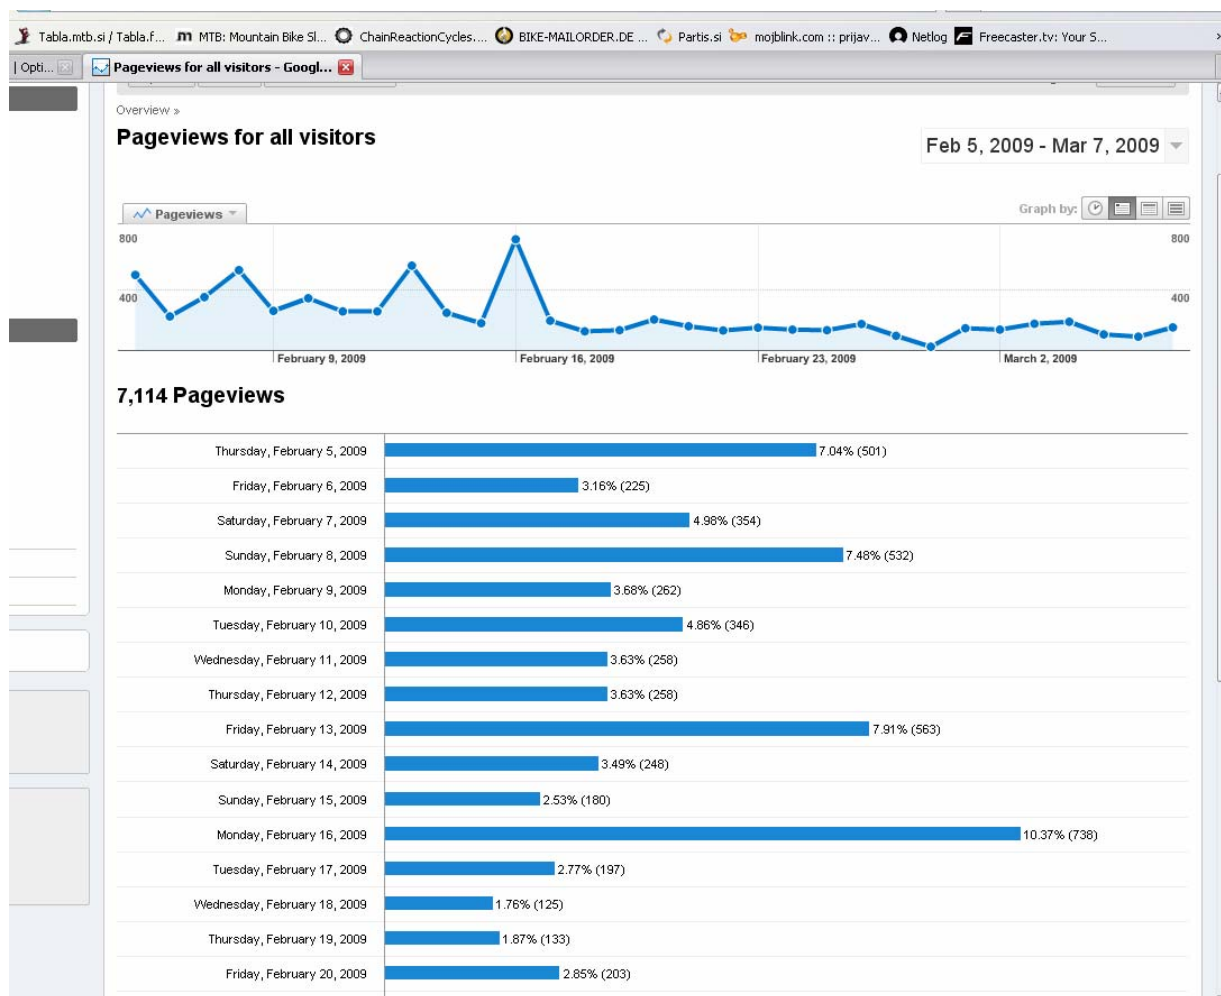 Tabla.mtb.si / Tabla.f... MTB: Mountain Bike Sl... ChainReactionCycles.... BIKE-MAILORDER.DE ... Partis.si mojblink.com :: prijav... Netlog Freecaster.tv: Your S... »
| Opti... Pageviews for all visitors - Googl...
Overview »
Pageviews for all visitors
Feb 5, 2009 - Mar 7, 2009
Pageviews
Graph by:
800 800
400 400
February 9, 2009 February 16, 2009 February 23, 2009 March 2, 2009
7,114 Pageviews
Thursday, February 5, 2009 7.04% (501)
Friday, February 6, 2009 3.16% (225)
Saturday, February 7, 2009 4.98% (354)
Sunday, February 8, 2009 7.48% (532)
Monday, February 9, 2009 3.68% (262)
Tuesday, February 10, 2009 4.86% (346)
Wednesday, February 11, 2009 3.63% (258)
Thursday, February 12, 2009 3.63% (258)
Friday, February 13, 2009 7.91% (563)
Saturday, February 14, 2009 3.49% (248)
Sunday, February 15, 2009 2.53% (180)
Monday, February 16, 2009 10.37% (738)
Tuesday, February 17, 2009 2.77% (197)
Wednesday, February 18, 2009 1.76% (125)
Thursday, February 19, 2009 1.87% (133)
Friday, February 20, 2009 2.85% (203)